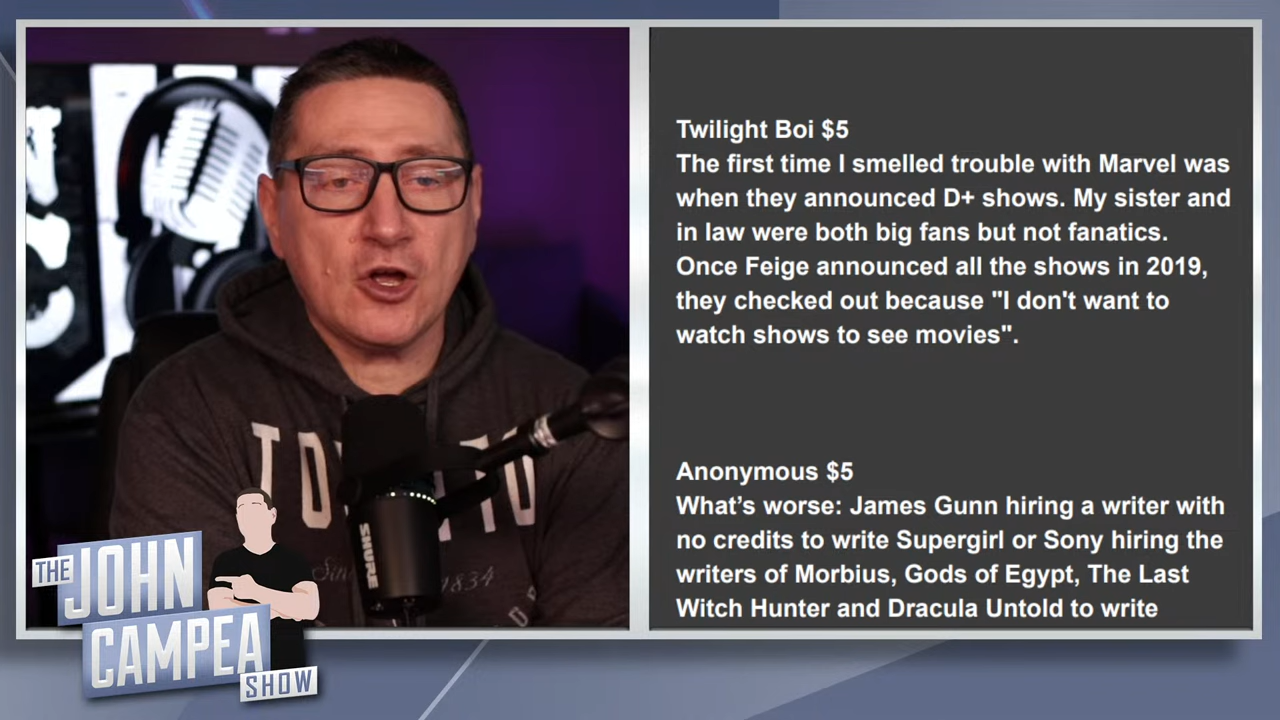 Twilight Boi $5
The first time I smelled trouble with Marvel was
when they announced D+ shows. My sister and
in law were both big fans but not fanatics.
Once Feige announced all the shows in 2019,
they checked out because "I don't want to
watch shows to see movies".
Anonymous $5
What’s worse: James Gunn hiring a writer with
no credits to write Supergirl or Sony hiring the
writers of Morbius, Gods of Egypt, The Last
Witch Hunter and Dracula Untold to write
SHURE
1834
THE
JOHN
CAMPEA
SHOW